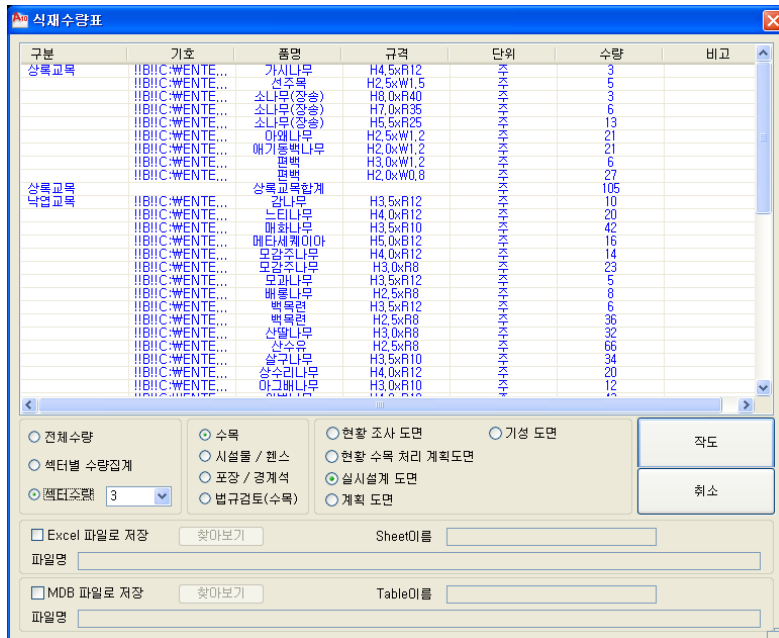 식재수량표
구분 기호 품명 규격 단위 수량 비고
상록교목 !!B!!C:₩ENTE... 가시나무 H4,5xR12 주 3
!!B!!C:₩ENTE... 선주목 H2,5xW1,5 주 5
!!B!!C:₩ENTE... 소나무(장송) H8,0xR40 주 3
!!B!!C:₩ENTE... 소나무(장송) H7,0xR35 주 6
!!B!!C:₩ENTE... 소나무(장송) H5,5xR25 주 13
!!B!!C:₩ENTE... 아왜나무 H2,5xW1,2 주 21
!!B!!C:₩ENTE... 애기동백나무 H2,0xW1,2 주 21
!!B!!C:₩ENTE... 편백 H3,0xW1,2 주 6
!!B!!C:₩ENTE... 편백 H2,0xW0,8 주 27
상록교목 상록교목합계 주 105
낙엽교목 !!B!!C:₩ENTE... 감나무 H3,5xR12 주 10
!!B!!C:₩ENTE... 느티나무 H4,0xR12 주 20
!!B!!C:₩ENTE... 매화나무 H3,5xR10 주 42
!!B!!C:₩ENTE... 메타세쿼이아 H5,0xB12 주 16
!!B!!C:₩ENTE... 모감주나무 H4,0xR12 주 14
!!B!!C:₩ENTE... 모감주나무 H3,0xR8 주 23
!!B!!C:₩ENTE... 모과나무 H3,5xR12 주 5
!!B!!C:₩ENTE... 배롱나무 H2,5xR8 주 8
!!B!!C:₩ENTE... 백목련 H3,5xR12 주 6
!!B!!C:₩ENTE... 백목련 H2,5xR8 주 36
!!B!!C:₩ENTE... 산딸나무 H3,0xR8 주 32
!!B!!C:₩ENTE... 산수유 H2,5xR8 주 66
!!B!!C:₩ENTE... 살구나무 H3,5xR10 주 34
!!B!!C:₩ENTE... 상수리나무 H4,0xR12 주 20
!!B!!C:₩ENTE... 아그배나무 H3,0xR10 주 12
전체수량 수목 현황 조사 도면 기성 도면 작도
섹터별 수량집계 시설물 / 휀스 현황 수목 처리 계획도면
포장 / 경계석 실시설계 도면
섹터수량 3 법규검토(수목) 계획 도면 취소
Excel 파일로 저장 찾아보기 Sheet이름
파일명
MDB 파일로 저장 찾아보기 Table이름
파일명